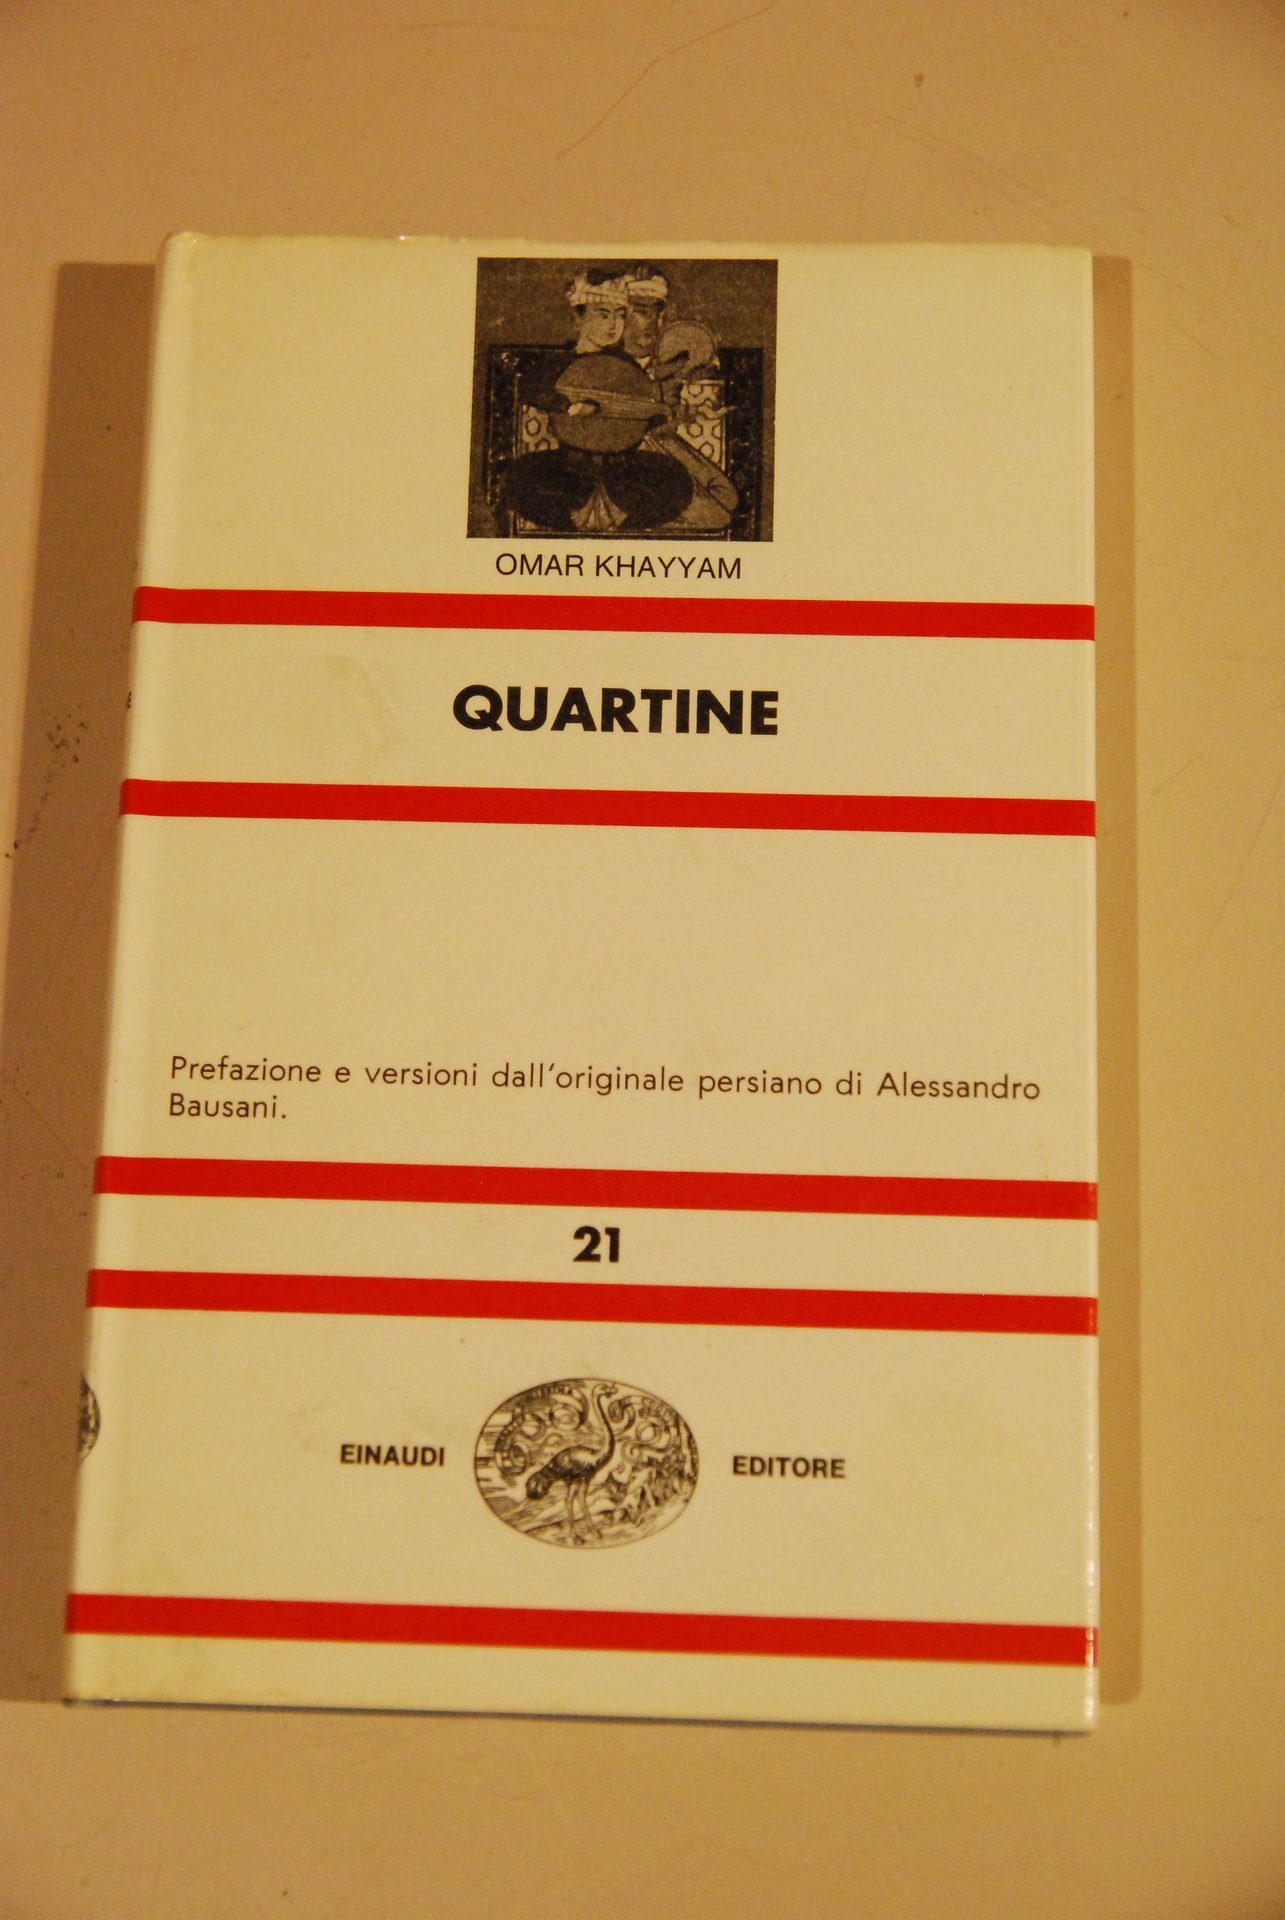 OMAR KHAYYAM
QUARTINE
Prefazione e versioni dall'originale persiano di Alessandro
Bausani.
21
EINAUDI EDITORE